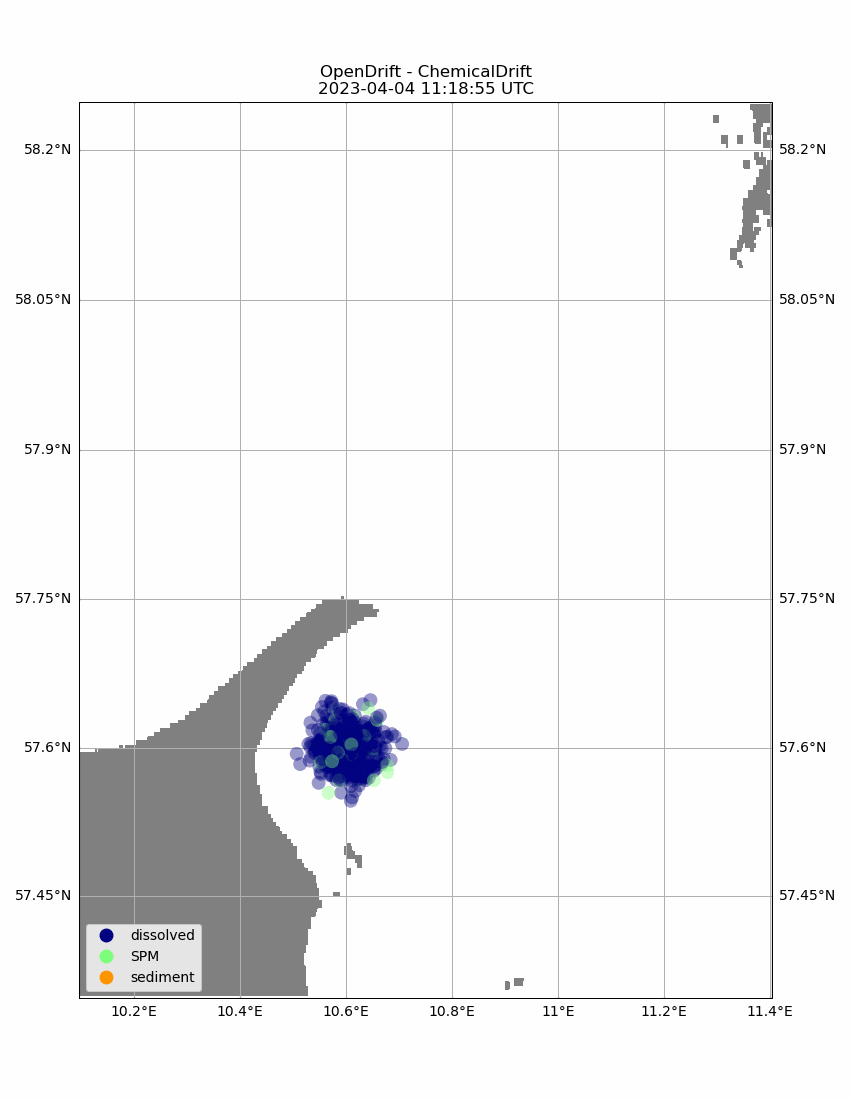 OpenDrift - ChemicalDrift
2023-04-04 11:18:55 UTC
58.2°N 58.2°N
58.05°N 58.05°N
57.9°N 57.9°N
57.75°N 57.75°N
57.6°N 57.6°N
57.45°N 57.45°N
dissolved
SPM
sediment
10.2°E 10.4°E 10.6°E 10.8°E 11°E 11.2°E 11.4°E